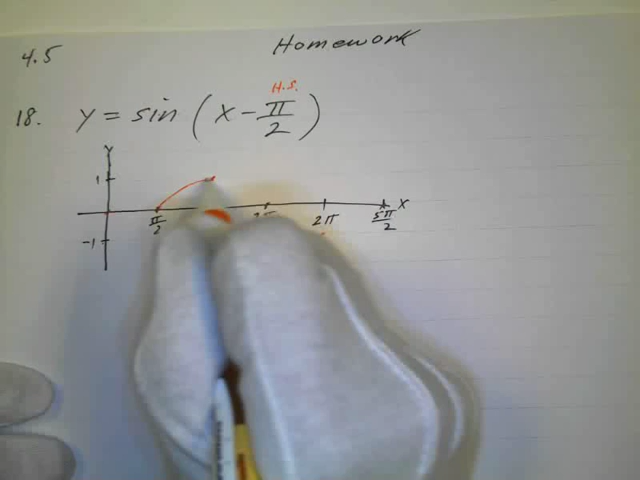 4.5 Homework
H.S.
18. y = sin (x - π/2)
Y
1
X
π/2 2π 5π/2
-1